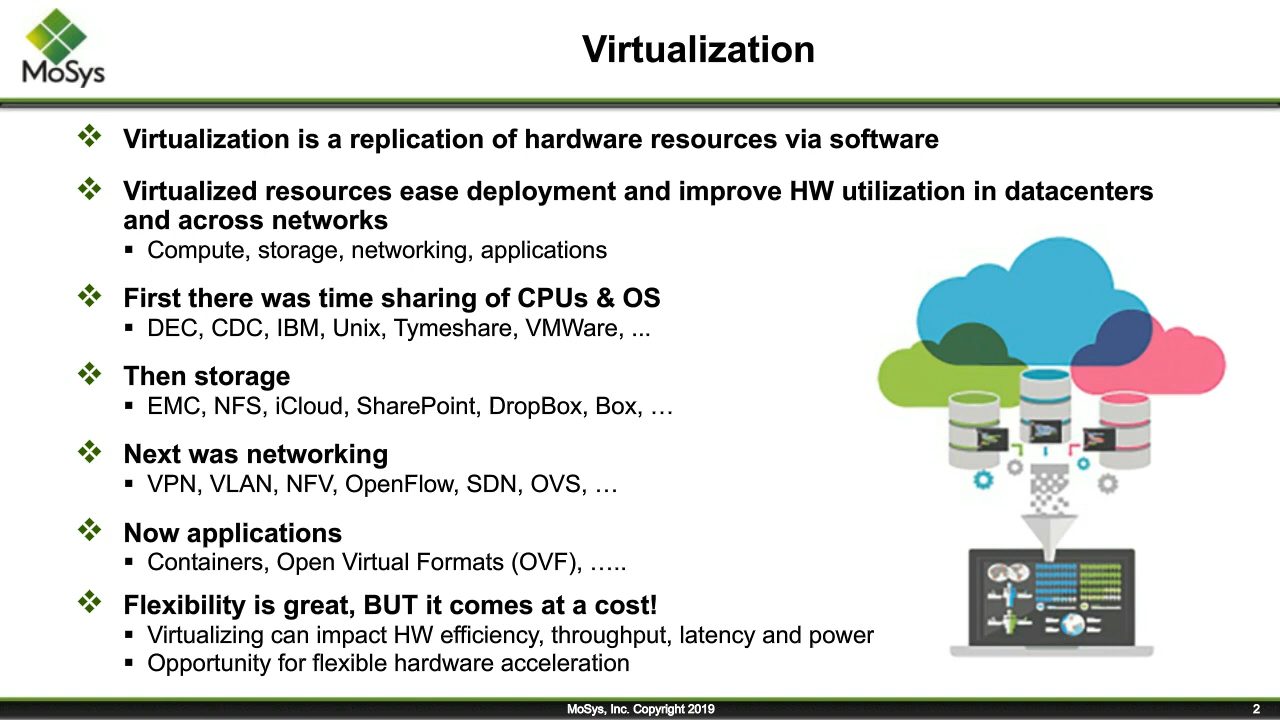 MoSys
Virtualization
Virtualization is a replication of hardware resources via software
Virtualized resources ease deployment and improve HW utilization in datacenters
and across networks
Compute, storage, networking, applications
First there was time sharing of CPUs & OS
DEC, CDC, IBM, Unix, Tymeshare, VMWare, ...
Then storage
EMC, NFS, iCloud, SharePoint, DropBox, Box, …
Next was networking
VPN, VLAN, NFV, OpenFlow, SDN, OVS, …
Now applications
Containers, Open Virtual Formats (OVF), …..
Flexibility is great, BUT it comes at a cost!
Virtualizing can impact HW efficiency, throughput, latency and power
Opportunity for flexible hardware acceleration
MoSys, Inc. Copyright 2019
2